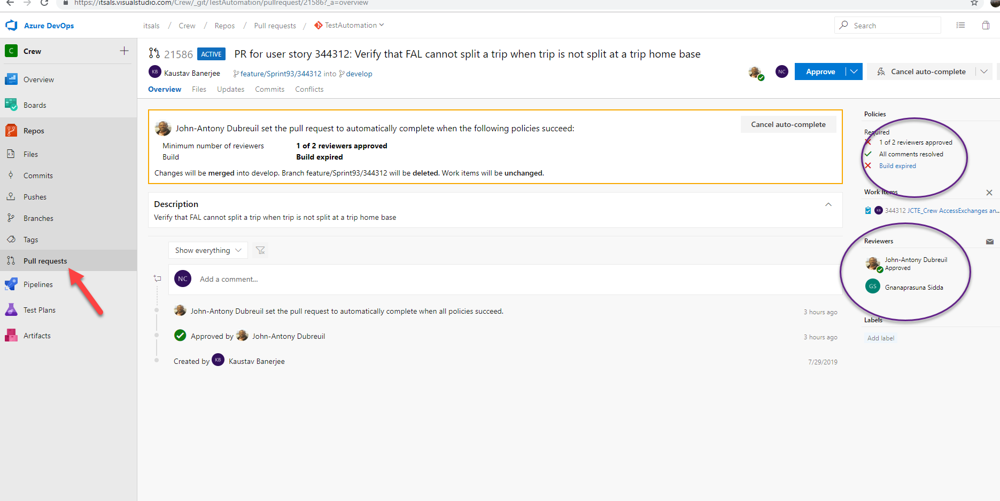 https://itsals.visualstudio.com/Crew/_git/TestAutomation/pullrequest/21586?_a=overview
Azure DevOps
itsals / Crew / Repos / Pull requests / TestAutomation
Search
C Crew
Overview
Boards
Repos
Files
Commits
Pushes
Branches
Tags
Pull requests
Pipelines
Test Plans
Artifacts
21586 ACTIVE PR for user story 344312: Verify that FAL cannot split a trip when trip is not split at a trip home base
KB Kaustav Banerjee feature/Sprint93/344312 into develop
NC Approve Cancel auto-complete
Overview Files Updates Commits Conflicts
John-Antony Dubreuil set the pull request to automatically complete when the following policies succeed:
Cancel auto-complete
Minimum number of reviewers 1 of 2 reviewers approved
Build Build expired
Changes will be merged into develop. Branch feature/Sprint93/344312 will be deleted. Work items will be unchanged.
Description
Verify that FAL cannot split a trip when trip is not split at a trip home base
Show everything
NC Add a comment...
John-Antony Dubreuil set the pull request to automatically complete when all policies succeed. 3 hours ago
Approved by John-Antony Dubreuil 3 hours ago
Created by KB Kaustav Banerjee 7/29/2019
Policies
Required
1 of 2 reviewers approved
All comments resolved
Build expired
Work Items
KB 344312 JCTE_Crew AccessExchanges an...
Reviewers
John-Antony Dubreuil
Approved
GS Gnanaprasuna Sidda
Labels
Add label